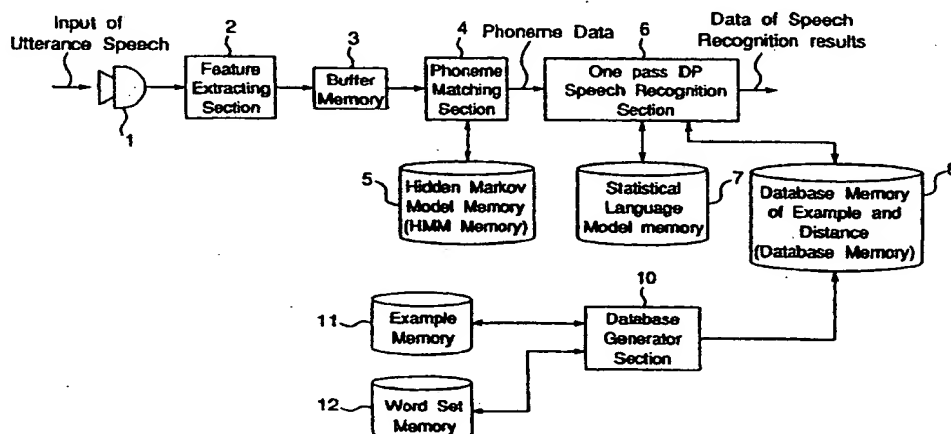 Input of
Utterance Speech
1
2
Feature
Extracting
Section
3
Buffer
Memory
4
Phoneme
Matching
Section
Phoneme Data
6
One pass DP
Speech Recognition
Section
Data of Speech
Recognition results
5
Hidden Markov
Model Memory
(HMM Memory)
7
Statistical
Language
Model memory
8
Database Memory
of Example and
Distance
(Database Memory)
10
Database
Generator
Section
11
Example
Memory
12
Word Set
Memory